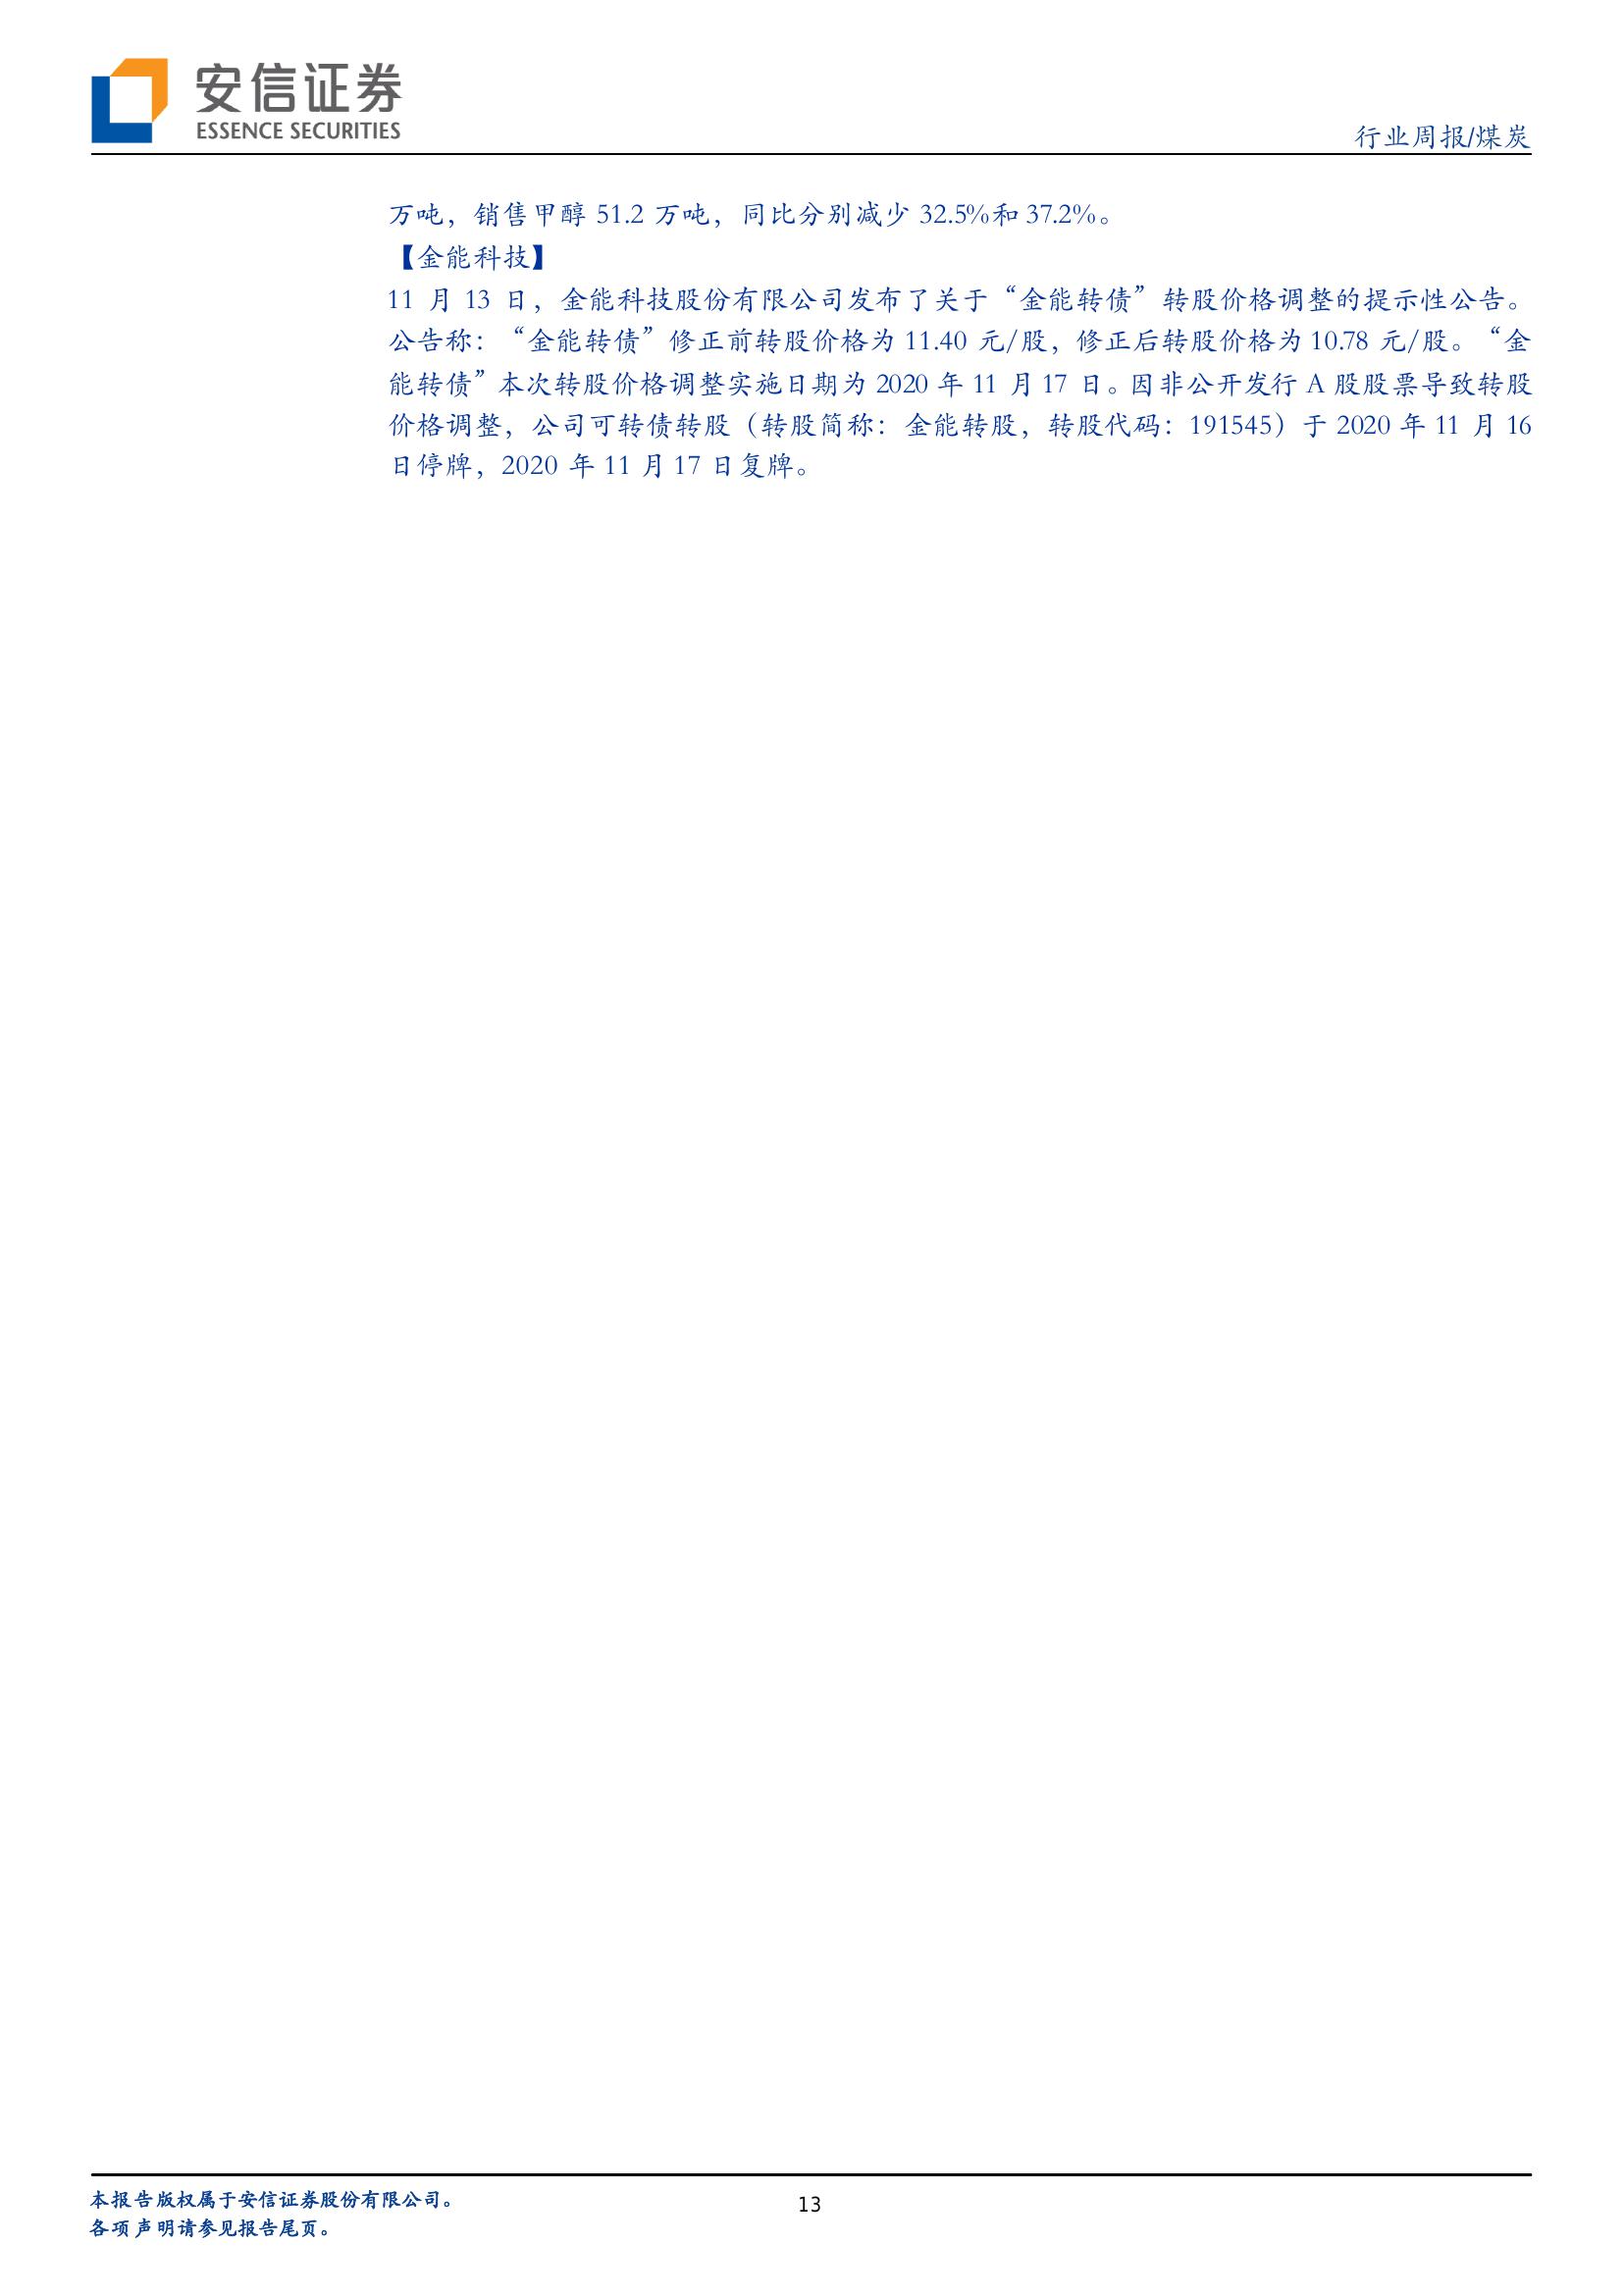 安信证券
ESSENCE SECURITIES
行业周报/煤炭
万吨，销售甲醇 51.2 万吨，同比分别减少 32.5%和 37.2%。
【金能科技】
11 月 13 日，金能科技股份有限公司发布了关于“金能转债”转股价格调整的提示性公告。
公告称：“金能转债”修正前转股价格为 11.40 元/股，修正后转股价格为 10.78 元/股。“金
能转债”本次转股价格调整实施日期为 2020 年 11 月 17 日。因非公开发行 A 股股票导致转股
价格调整，公司可转债转股（转股简称：金能转股，转股代码：191545）于 2020 年 11 月 16
日停牌，2020 年 11 月 17 日复牌。
本报告版权属于安信证券股份有限公司。
各项声明请参见报告尾页。
13